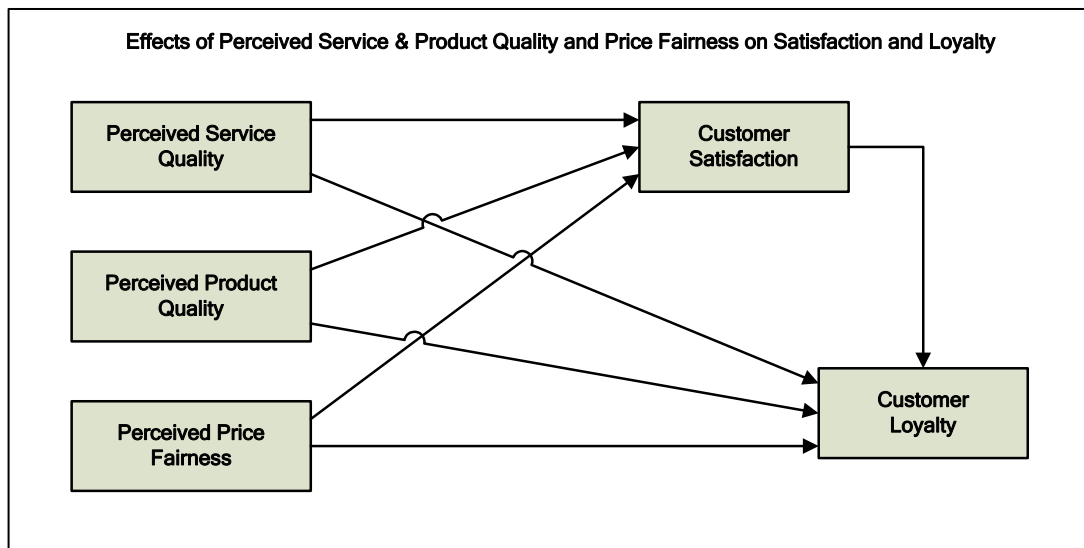 Effects of Perceived Service & Product Quality and Price Fairness on Satisfaction and Loyalty
Perceived Service
Quality
Customer
Satisfaction
Perceived Product
Quality
Customer
Loyalty
Perceived Price
Fairness